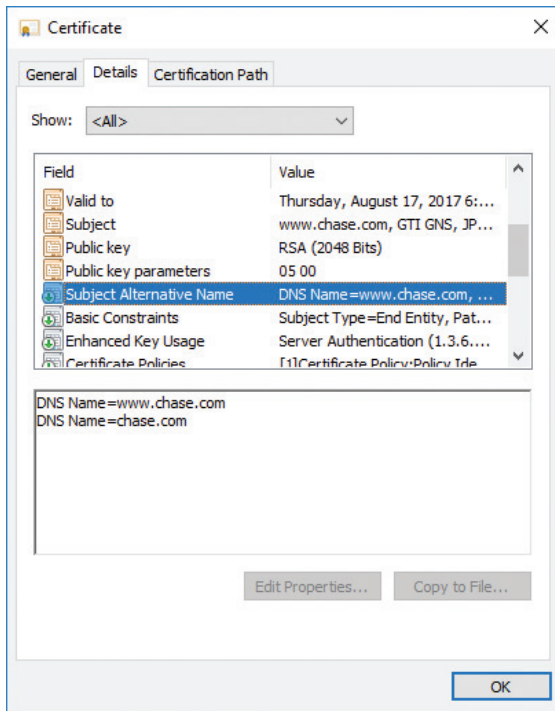 Certificate
General Details Certification Path
Show: <All>
Field Value
Valid to Thursday, August 17, 2017 6:...
Subject www.chase.com, GTI GNS, JP...
Public key RSA (2048 Bits)
Public key parameters 05 00
Subject Alternative Name DNS Name=www.chase.com, ...
Basic Constraints Subject Type=End Entity, Pat...
Enhanced Key Usage Server Authentication (1.3.6....
Certificate Policies [1]Certificate Policy:Policy Ide
DNS Name=www.chase.com
DNS Name=chase.com
Edit Properties... Copy to File...
OK